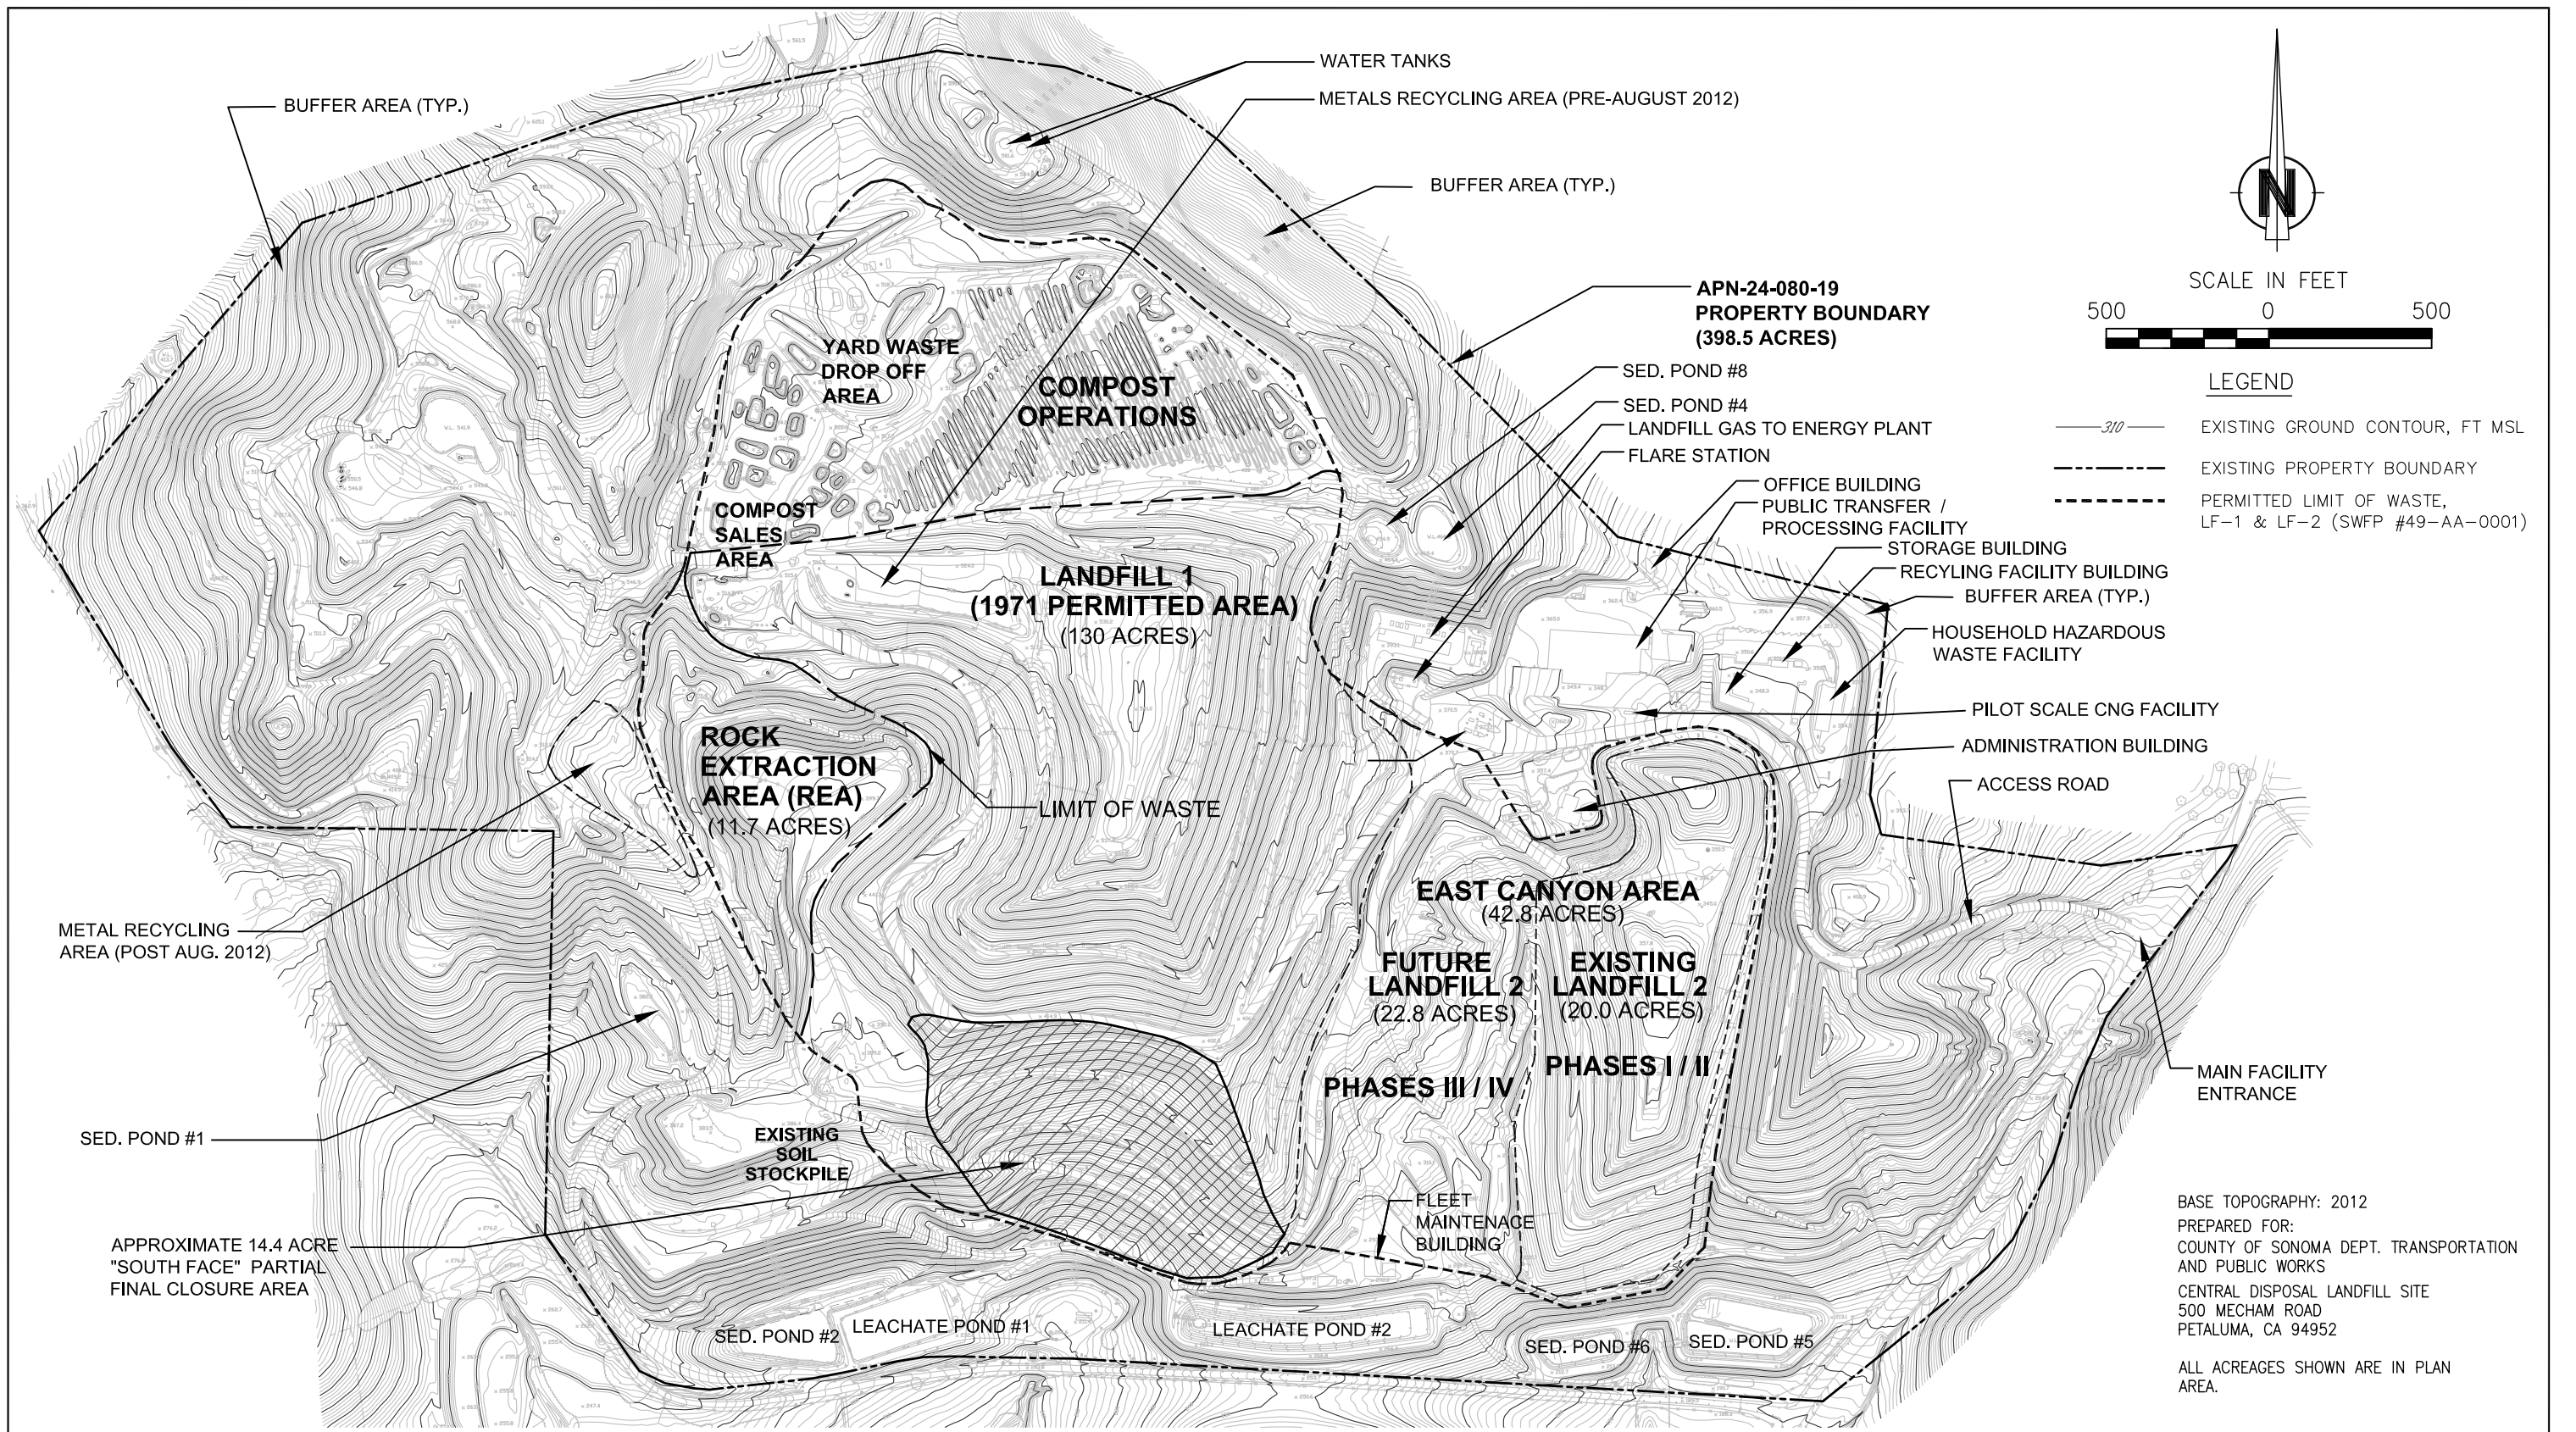 WATER TANKS
METALS RECYCLING AREA (PRE-AUGUST 2012)
BUFFER AREA (TYP.)
BUFFER AREA (TYP.)
APN-24-080-19
PROPERTY BOUNDARY
(398.5 ACRES)
SED. POND #8
SED. POND #4
LANDFILL GAS TO ENERGY PLANT
FLARE STATION
OFFICE BUILDING
PUBLIC TRANSFER /
PROCESSING FACILITY
STORAGE BUILDING
RECYLING FACILITY BUILDING
BUFFER AREA (TYP.)
HOUSEHOLD HAZARDOUS
WASTE FACILITY
PILOT SCALE CNG FACILITY
ADMINISTRATION BUILDING
ACCESS ROAD
MAIN FACILITY
ENTRANCE
N
SCALE IN FEET
500 0 500
LEGEND
310 EXISTING GROUND CONTOUR, FT MSL
EXISTING PROPERTY BOUNDARY
PERMITTED LIMIT OF WASTE,
LF-1 & LF-2 (SWFP #49-AA-0001)
YARD WASTE
DROP OFF
AREA
COMPOST
OPERATIONS
COMPOST
SALES
AREA
LANDFILL 1
(1971 PERMITTED AREA)
(130 ACRES)
ROCK
EXTRACTION
AREA (REA)
(11.7 ACRES)
LIMIT OF WASTE
EAST CANYON AREA
(42.8 ACRES)
FUTURE
LANDFILL 2
(22.8 ACRES)
EXISTING
LANDFILL 2
(20.0 ACRES)
PHASES I / II
PHASES III / IV
METAL RECYCLING
AREA (POST AUG. 2012)
SED. POND #1
EXISTING
SOIL
STOCKPILE
APPROXIMATE 14.4 ACRE
"SOUTH FACE" PARTIAL
FINAL CLOSURE AREA
FLEET
MAINTENACE
BUILDING
SED. POND #2
LEACHATE POND #1
LEACHATE POND #2
SED. POND #6
SED. POND #5
BASE TOPOGRAPHY: 2012
PREPARED FOR:
COUNTY OF SONOMA DEPT. TRANSPORTATION
AND PUBLIC WORKS
CENTRAL DISPOSAL LANDFILL SITE
500 MECHAM ROAD
PETALUMA, CA 94952
ALL ACREAGES SHOWN ARE IN PLAN
AREA.